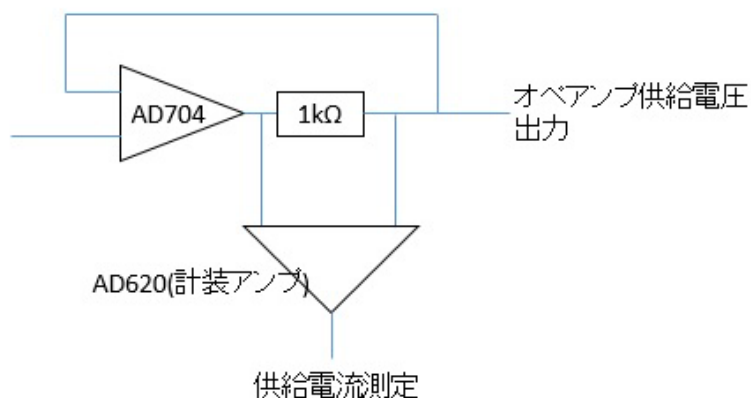 AD704
1kΩ
オペアンプ供給電圧
出力
AD620(計装アンプ)
供給電流測定